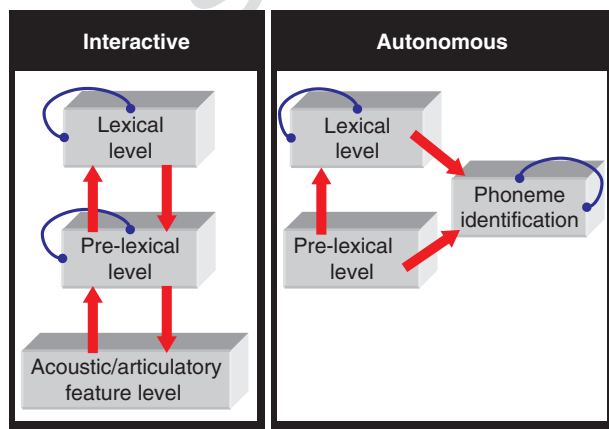 Interactive
Autonomous
Lexical
level
Pre-lexical
level
Acoustic/articulatory
feature level
Lexical
level
Pre-lexical
level
Phoneme
identification